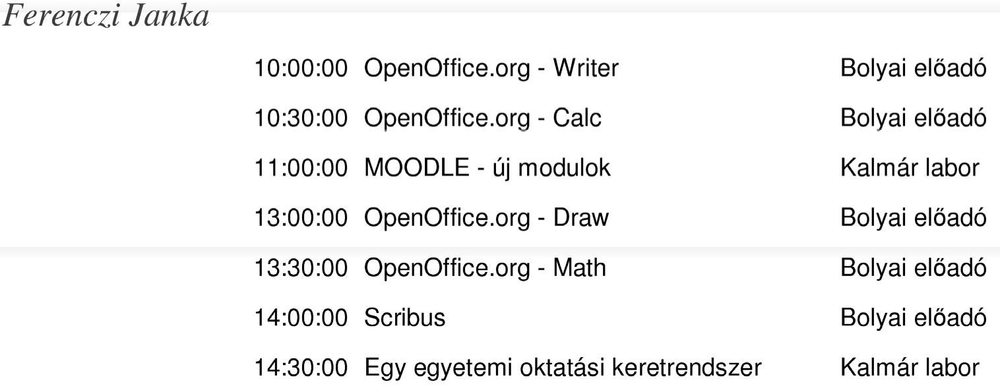 Ferenczi Janka
10:00:00 OpenOffice.org - Writer Bolyai előadó
10:30:00 OpenOffice.org - Calc Bolyai előadó
11:00:00 MOODLE - új modulok Kalmár labor
13:00:00 OpenOffice.org - Draw Bolyai előadó
13:30:00 OpenOffice.org - Math Bolyai előadó
14:00:00 Scribus Bolyai előadó
14:30:00 Egy egyetemi oktatási keretrendszer Kalmár labor